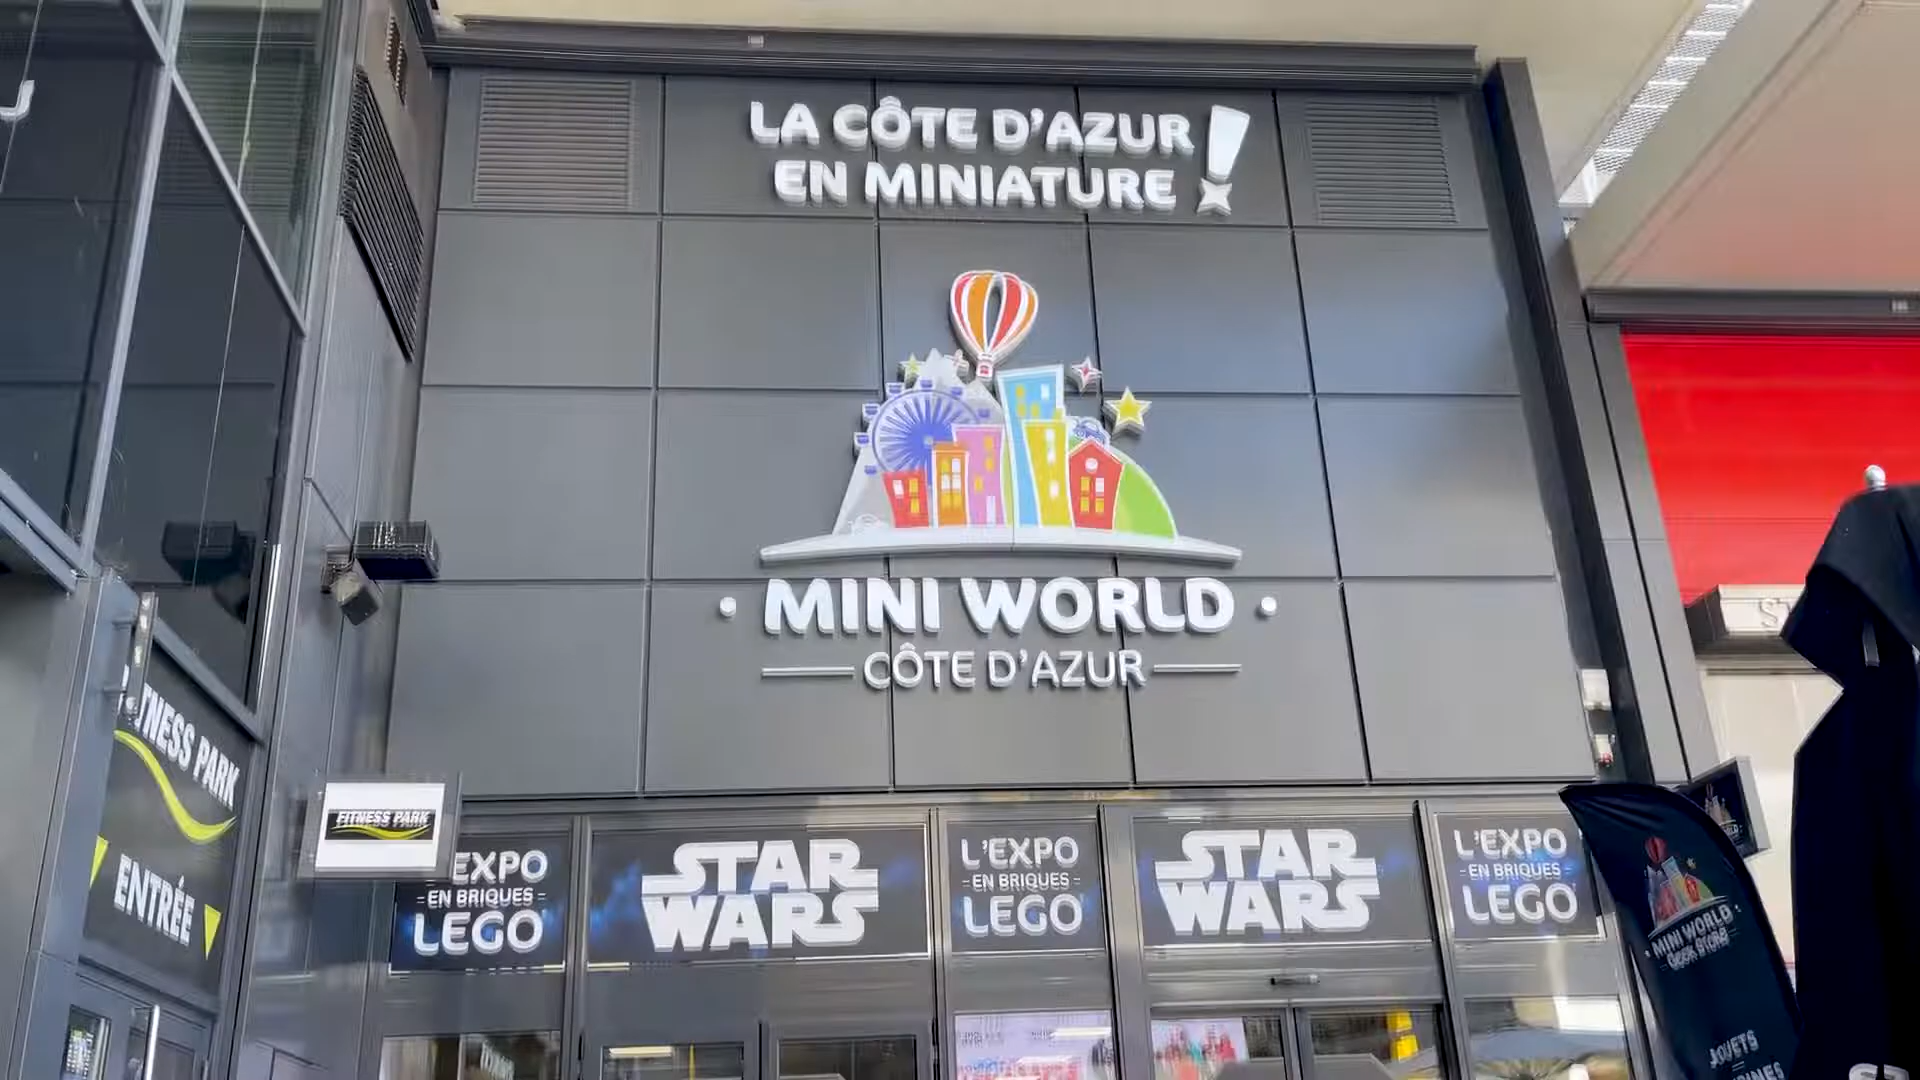 LA CÔTE D'AZUR
EN MINIATURE !
• MINI WORLD •
CÔTE D'AZUR
FITNESS PARK
ENTRÉE
FITNESS PARK
L'EXPO
EN BRIQUES
LEGO
STAR
WARS
L'EXPO
EN BRIQUES
LEGO
STAR
WARS
L'EXPO
EN BRIQUES
LEGO
MINI WORLD
JOUETS